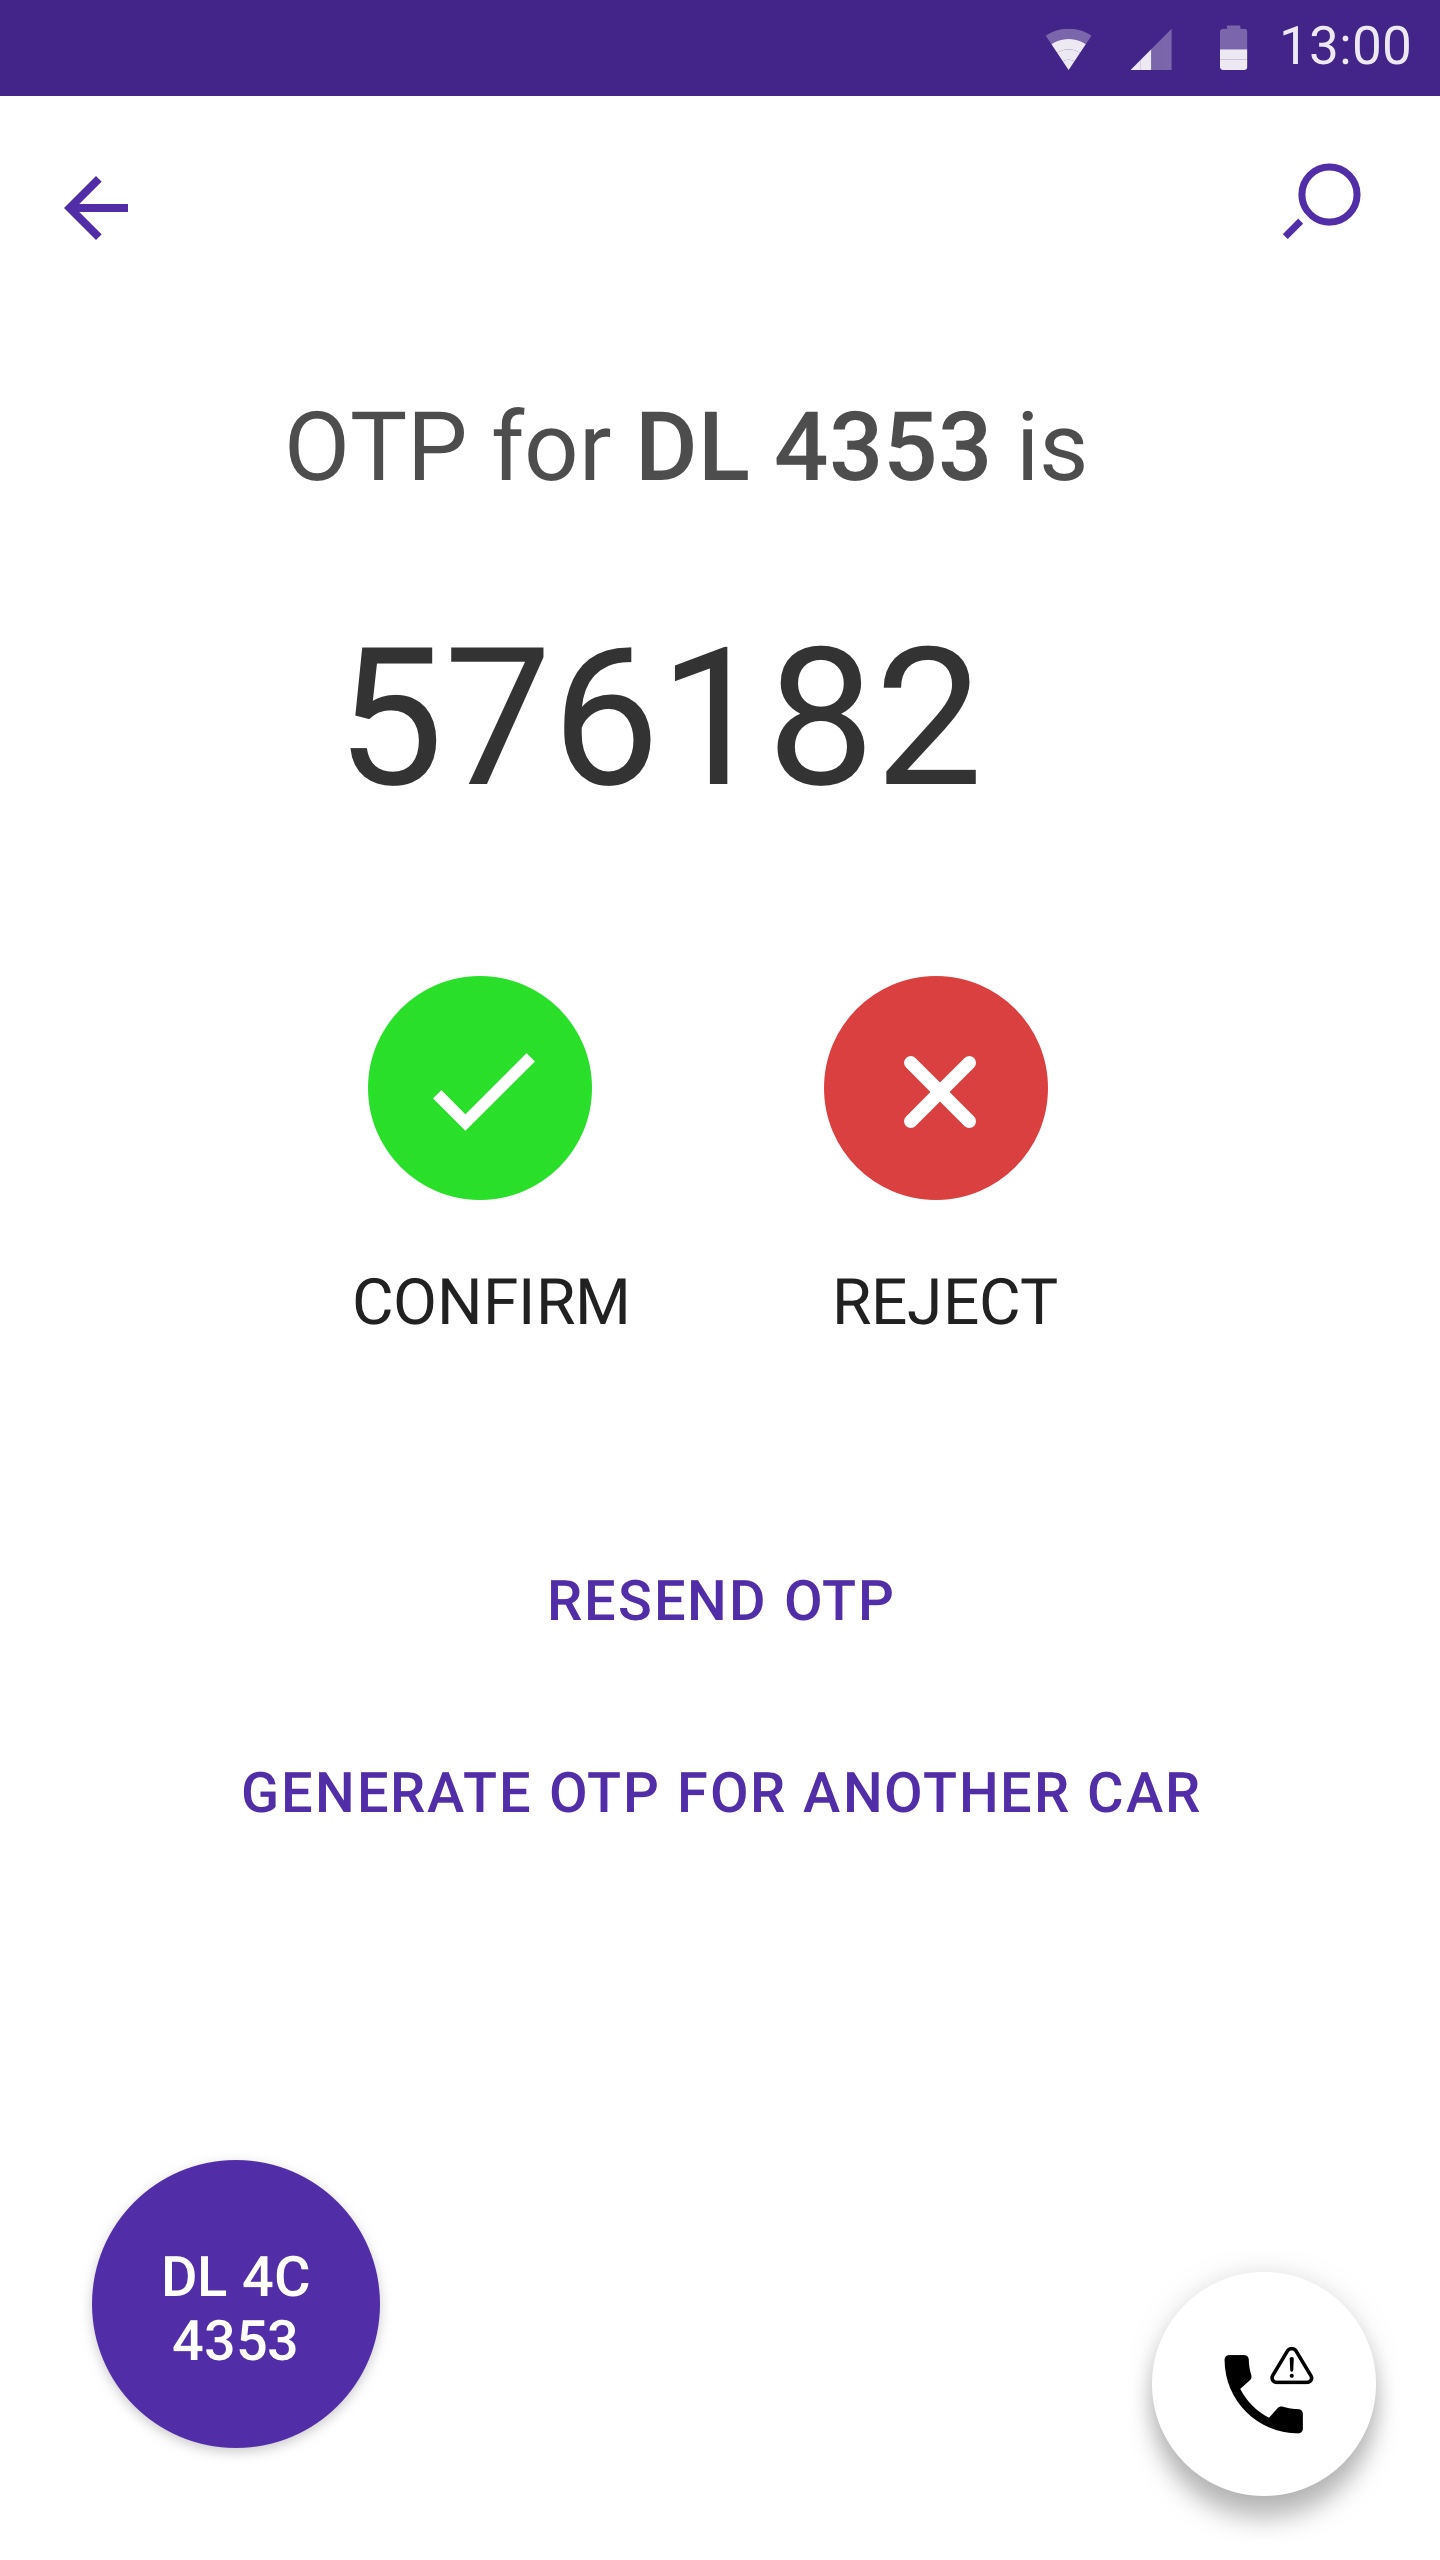 13:00
OTP for DL 4353 is
576182
CONFIRM REJECT
RESEND OTP
GENERATE OTP FOR ANOTHER CAR
DL 4C
4353